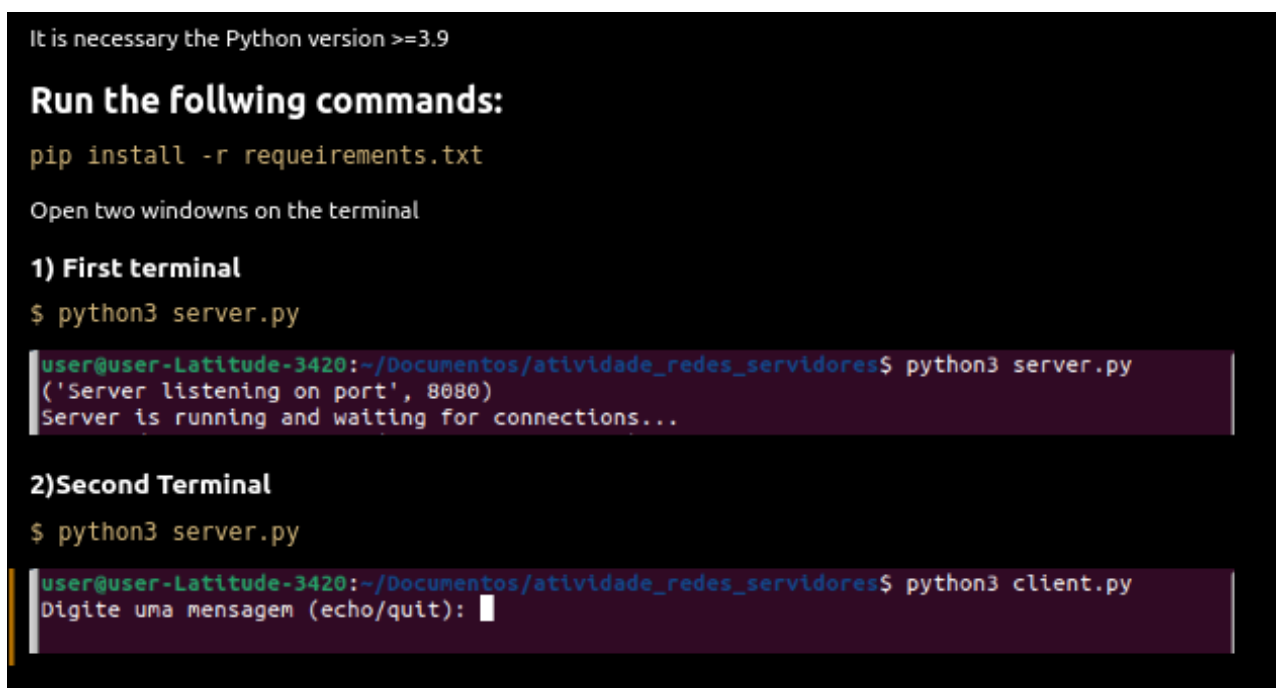 It is necessary the Python version >=3.9
Run the follwing commands:
pip install -r requeirements.txt
Open two windowns on the terminal
1) First terminal
$ python3 server.py
user@user-Latitude-3420:~/Documentos/atividade_redes_servidores$ python3 server.py
('Server listening on port', 8080)
Server is running and waiting for connections...
2)Second Terminal
$ python3 server.py
user@user-Latitude-3420:~/Documentos/atividade_redes_servidores$ python3 client.py
Digite uma mensagem (echo/quit):